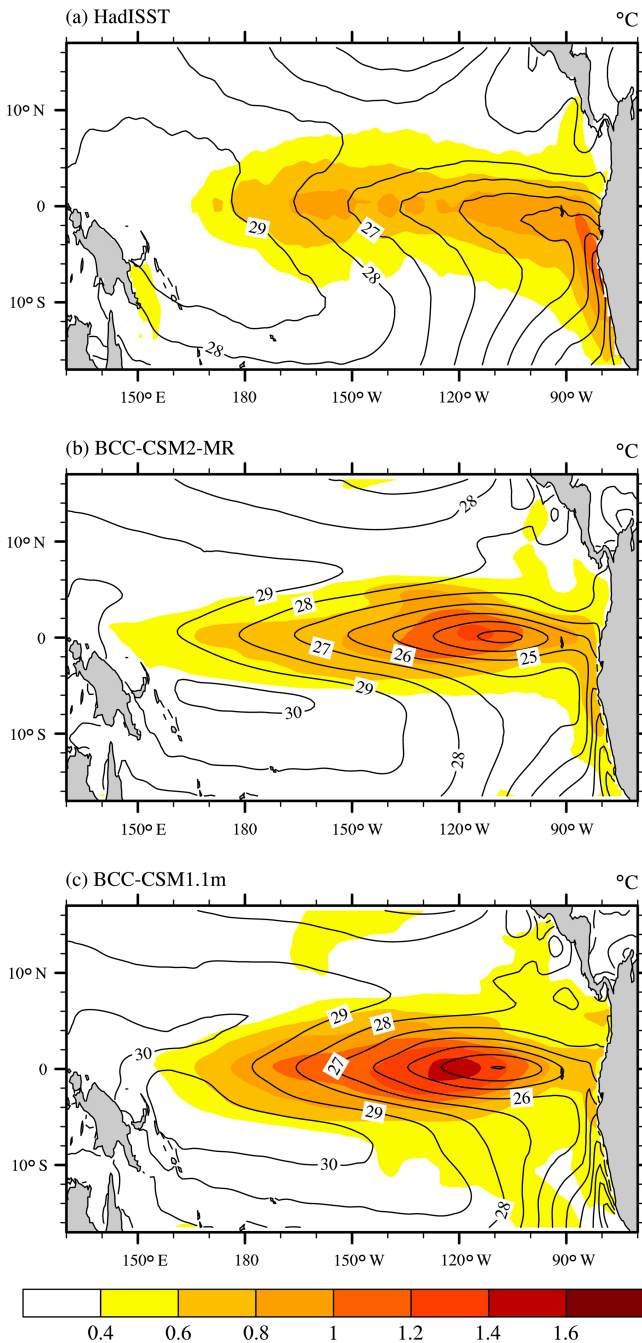 (a) HadISST °C
10° N
0
10° S
29
27
28
28
150° E 180 150° W 120° W 90° W
(b) BCC-CSM2-MR °C
28
10° N
29
28
0
27
26
25
29
30
28
10° S
150° E 180 150° W 120° W 90° W
(c) BCC-CSM1.1m °C
10° N
29
28
30
0
27
26
29
30
10° S
28
150° E 180 150° W 120° W 90° W
0.4 0.6 0.8 1 1.2 1.4 1.6